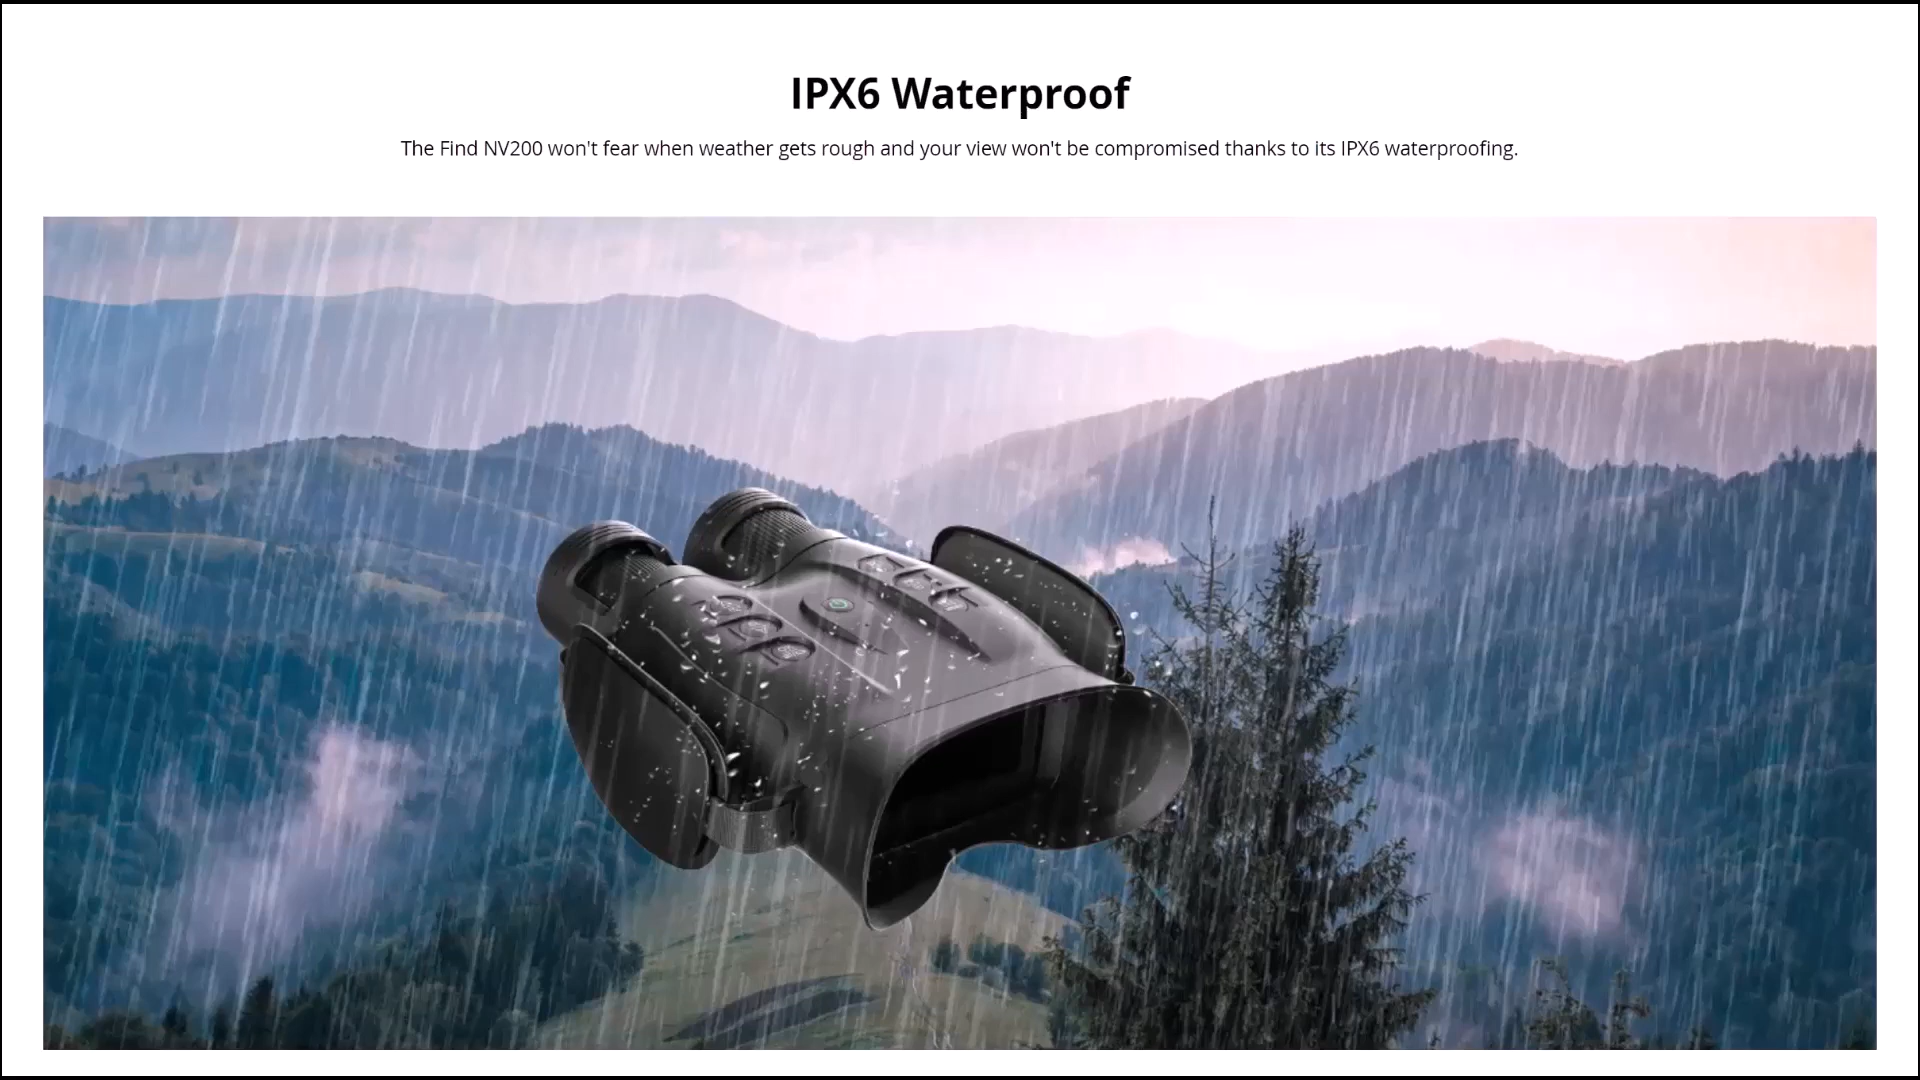 IPX6 Waterproof
The Find NV200 won't fear when weather gets rough and your view won't be compromised thanks to its IPX6 waterproofing.